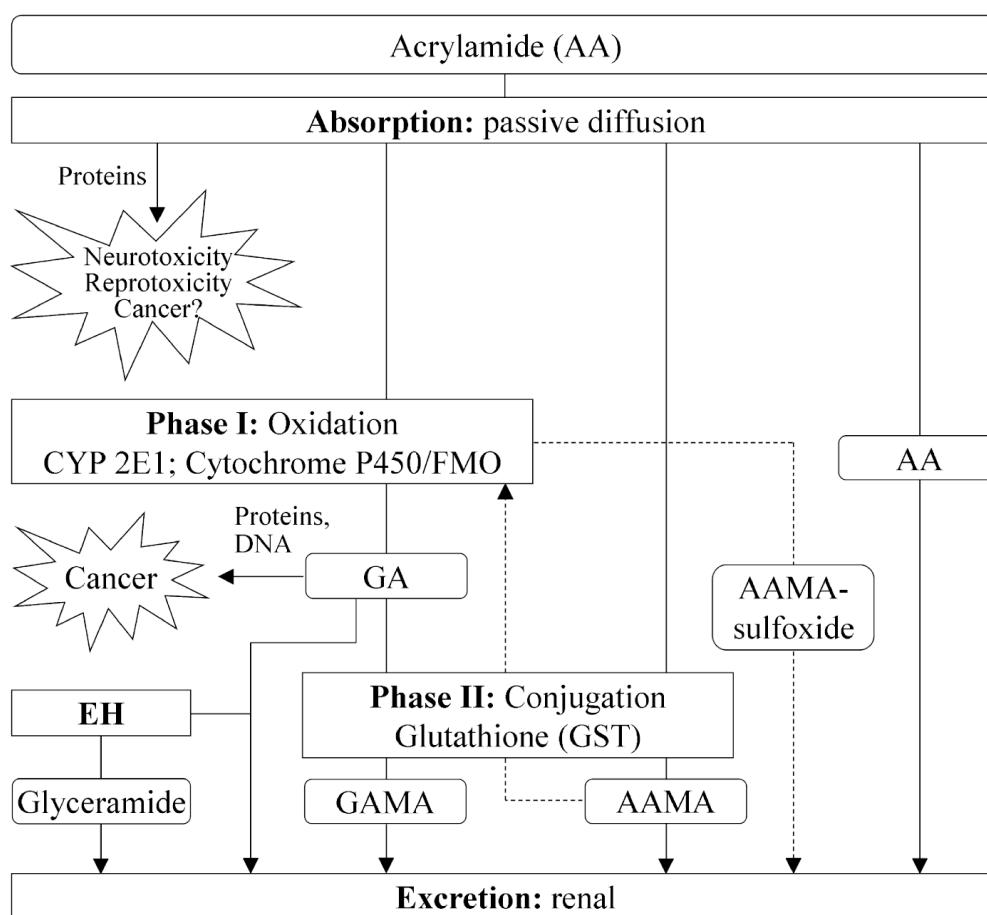 Acrylamide (AA)
Absorption: passive diffusion
Proteins
Neurotoxicity
Reprotoxicity
Cancer?
Phase I: Oxidation
CYP 2E1; Cytochrome P450/FMO
AA
Proteins,
DNA
Cancer
GA
AAMA-
sulfoxide
Phase II: Conjugation
Glutathione (GST)
EH
Glyceramide
GAMA
AAMA
Excretion: renal